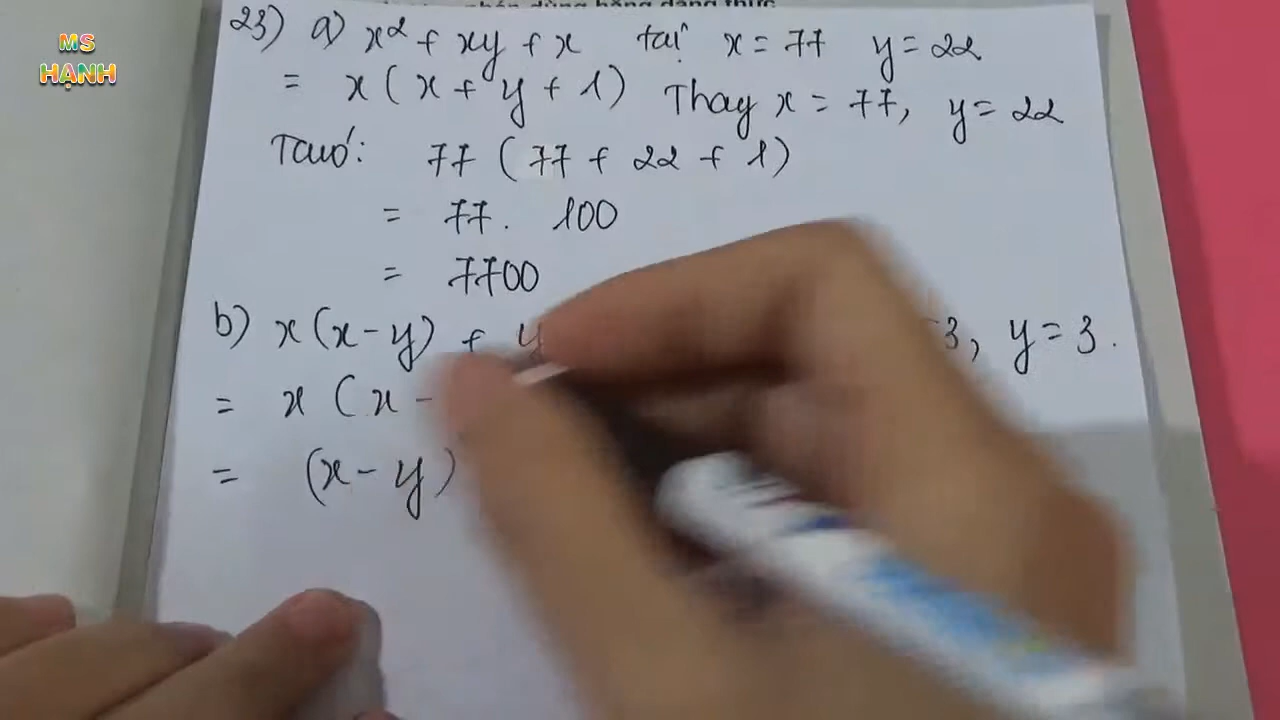 MS
HẠNH
23) a) x² + xy + x tại x = 77 y = 22
= x ( x + y + 1 ) Thay x = 77, y = 22
Ta có: 77 ( 77 + 22 + 1 )
= 77 . 100
= 7700
b) x (x - y) + y 3, y = 3.
= x ( x -
= (x - y)